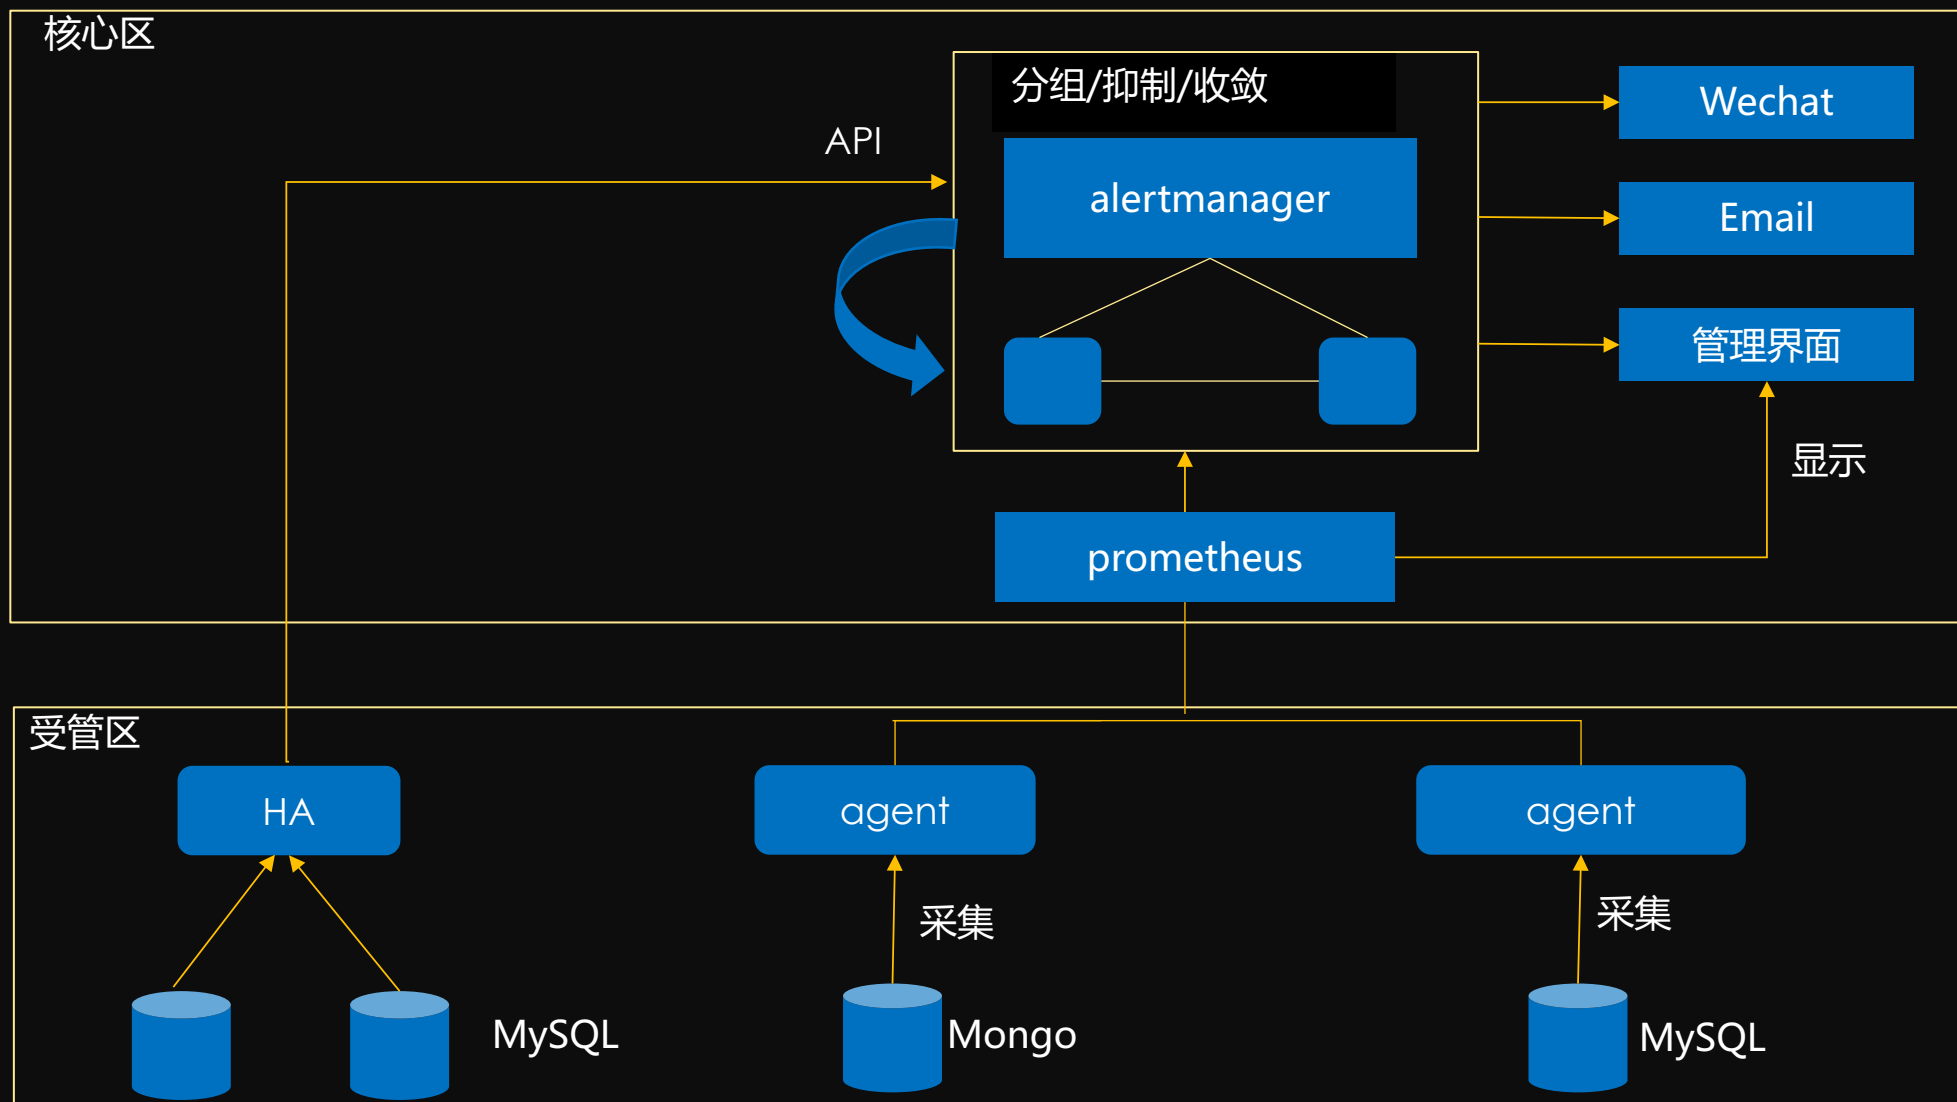 核心区
分组/抑制/收敛
Wechat
API
alertmanager
Email
管理界面
显示
prometheus
受管区
HA
agent
agent
采集
采集
MySQL
Mongo
MySQL